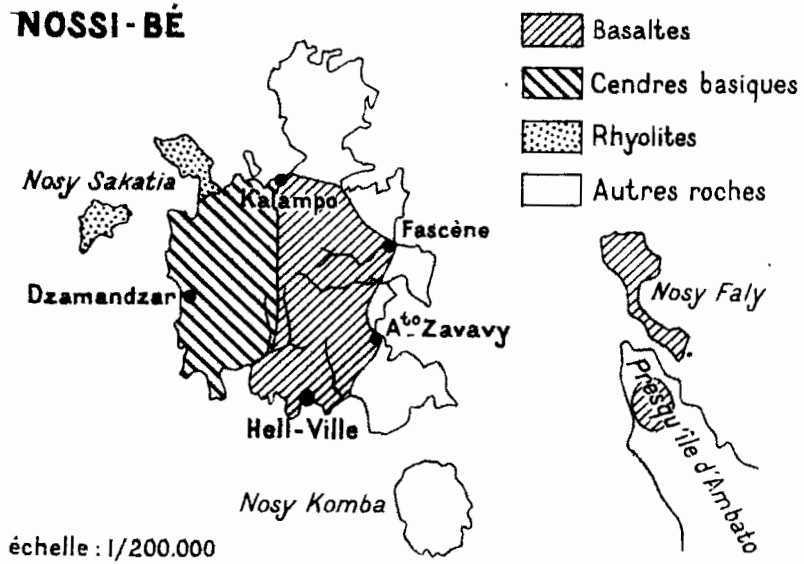 NOSSI-BÉ
Basaltes
Cendres basiques
Rhyolites
Autres roches
Nosy Sakatia
Kalampo
Fascène
Dzamandzar
Nosy Faly
Ato Zavavy
Presqu'île d'Ambato
Hell-Ville
Nosy Komba
échelle : 1/200.000